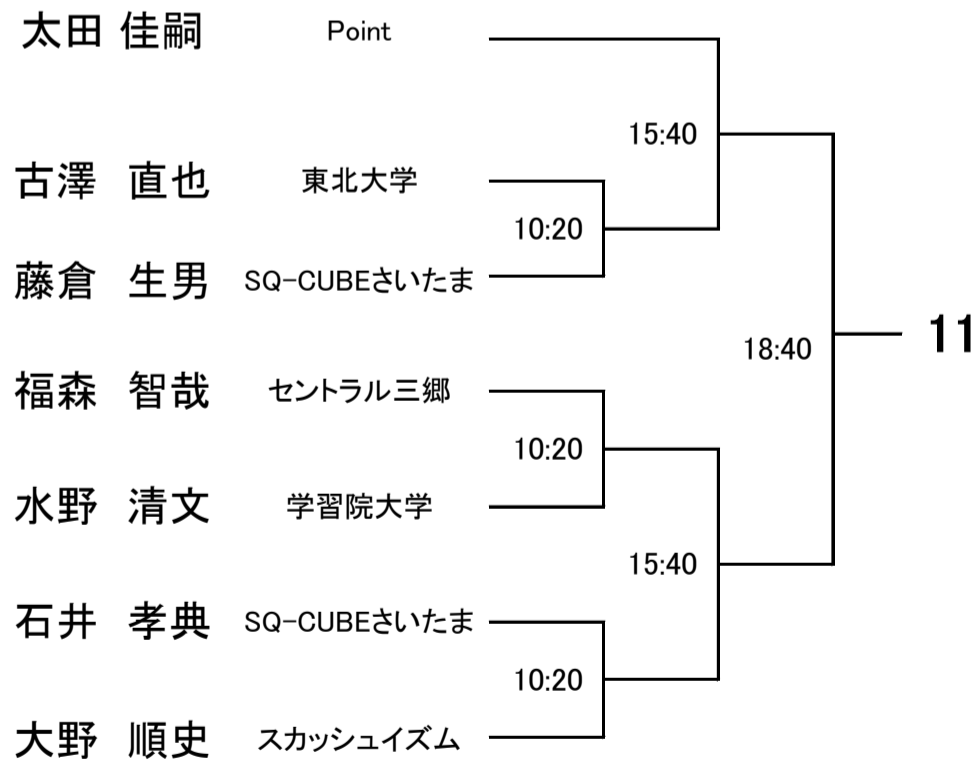 太田 佳嗣 Point
15:40
古澤 直也 東北大学
10:20
藤倉 生男 SQ-CUBEさいたま
18:40
11
福森 智哉 セントラル三郷
10:20
水野 清文 学習院大学
15:40
石井 孝典 SQ-CUBEさいたま
10:20
大野 順史 スカッシュイズム